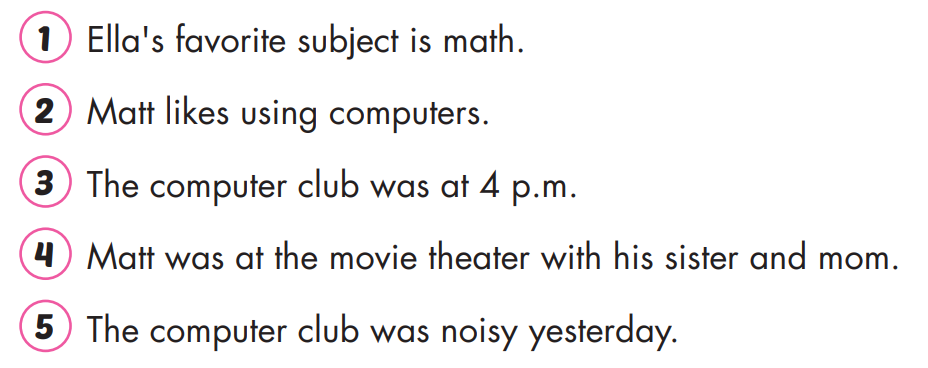 1 Ella's favorite subject is math.
2 Matt likes using computers.
3 The computer club was at 4 p.m.
4 Matt was at the movie theater with his sister and mom.
5 The computer club was noisy yesterday.